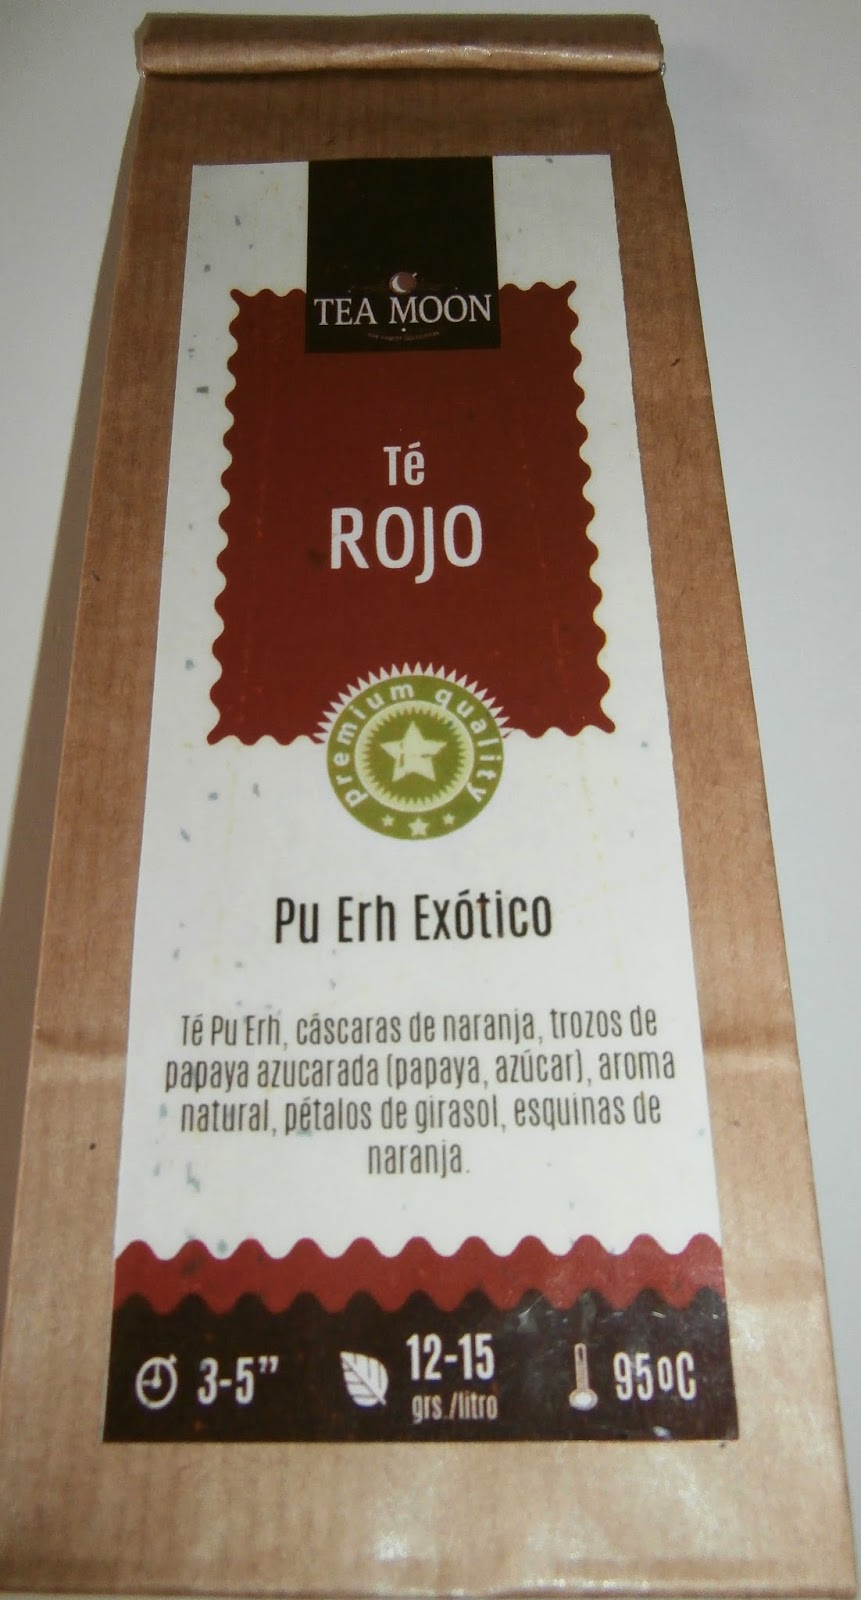 TEA MOON
Té
ROJO
premium quality
Pu Erh Exótico
Té Pu Erh, cáscaras de naranja, trozos de
papaya azucarada (papaya, azúcar), aroma
natural, pétalos de girasol, esquinas de
naranja.
3-5”
12-15
grs./litro
95ºC